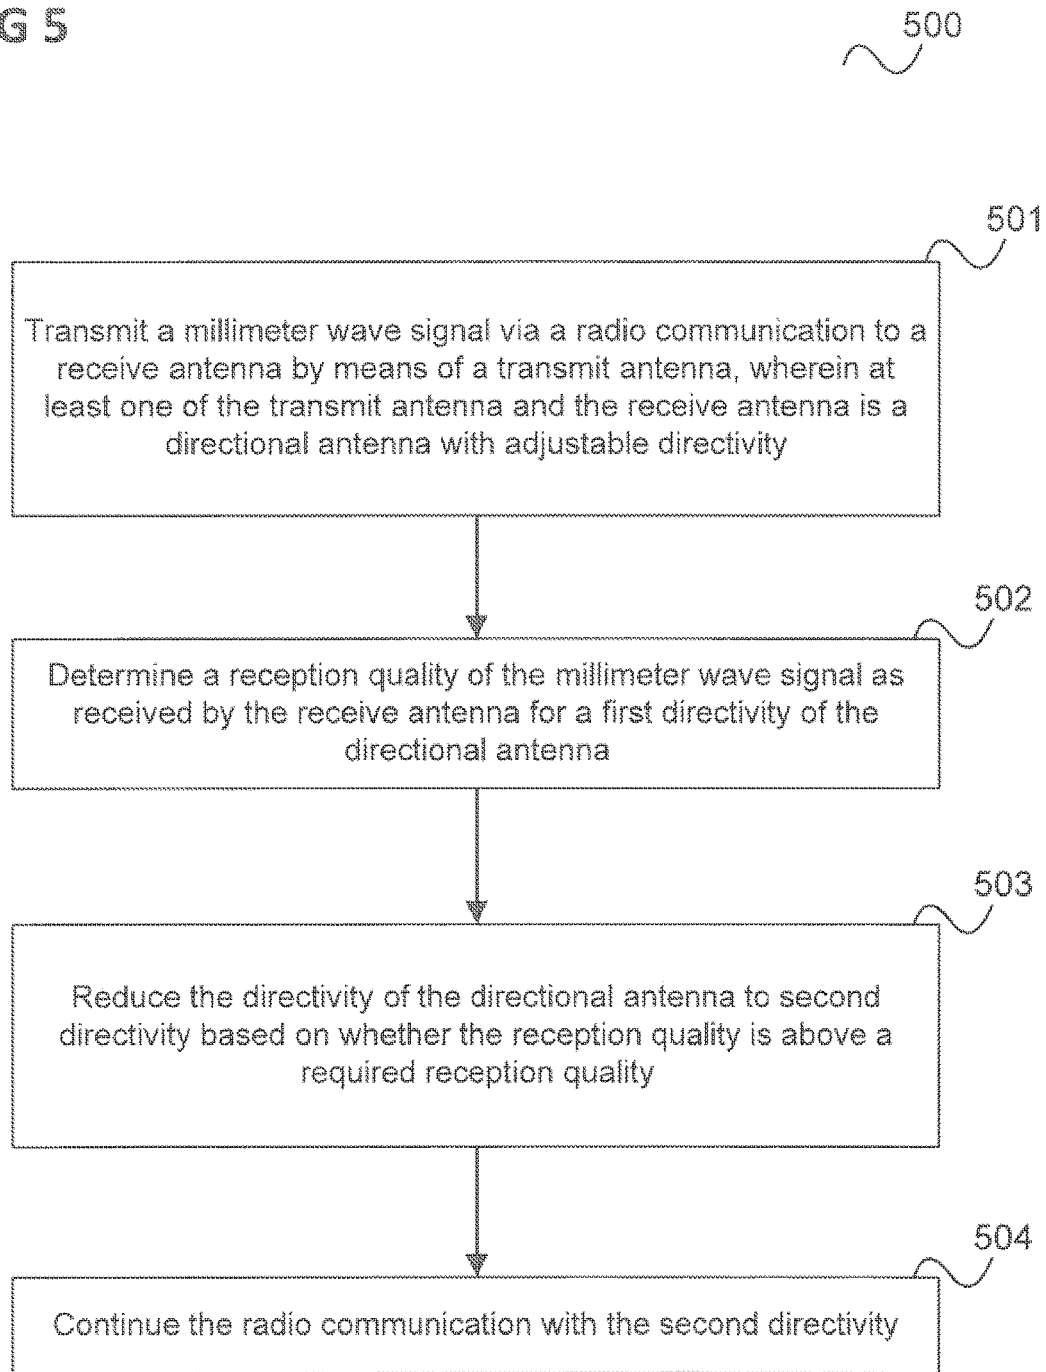 G 5
500
501
Transmit a millimeter wave signal via a radio communication to a
receive antenna by means of a transmit antenna, wherein at
least one of the transmit antenna and the receive antenna is a
directional antenna with adjustable directivity
502
Determine a reception quality of the millimeter wave signal as
received by the receive antenna for a first directivity of the
directional antenna
503
Reduce the directivity of the directional antenna to second
directivity based on whether the reception quality is above a
required reception quality
504
Continue the radio communication with the second directivity